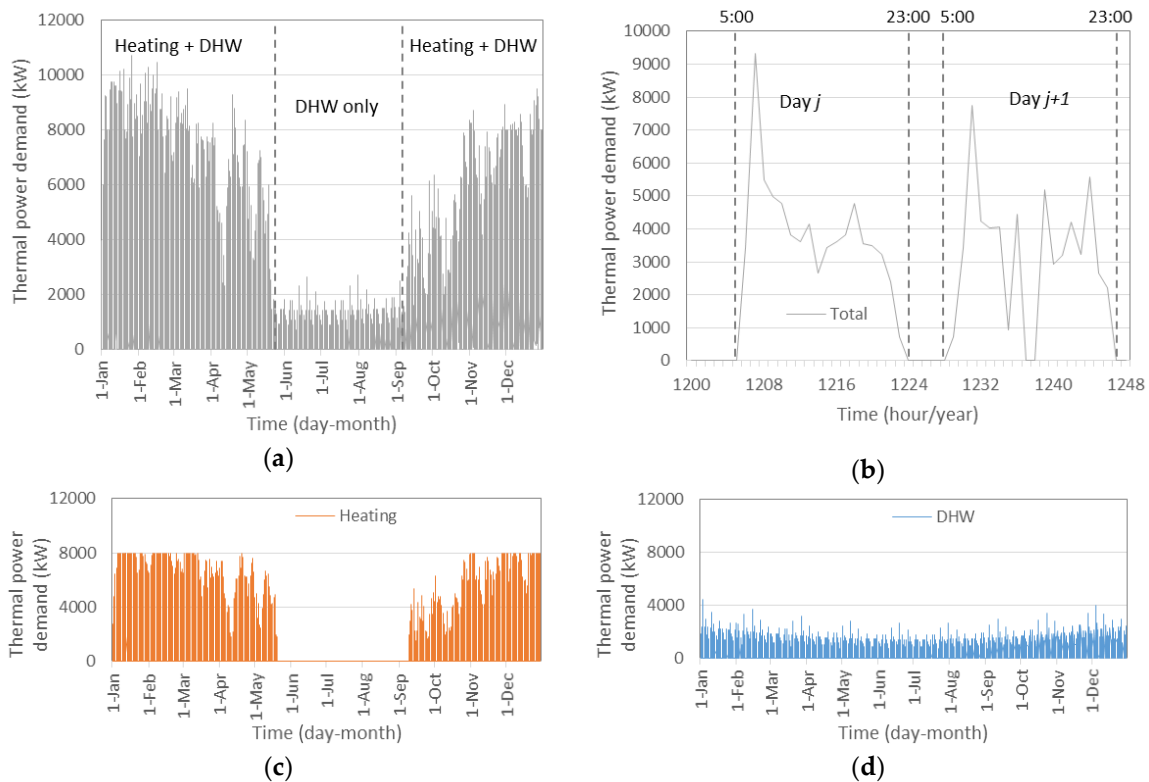 12000
10000
8000
6000
4000
2000
0
Thermal power demand (kW)
Heating + DHW
DHW only
Heating + DHW
1-Jan
1-Feb
1-Mar
1-Apr
1-May
1-Jun
1-Jul
1-Aug
1-Sep
1-Oct
1-Nov
1-Dec
Time (day-month)
(a)
5:00
23:00
5:00
23:00
10000
9000
8000
7000
6000
5000
4000
3000
2000
1000
0
Thermal power demand (kW)
Day j
Day j+1
Total
1200
1208
1216
1224
1232
1240
1248
Time (hour/year)
(b)
12000
8000
4000
0
Thermal power
demand (kW)
Heating
1-Jan
1-Feb
1-Mar
1-Apr
1-May
1-Jun
1-Jul
1-Aug
1-Sep
1-Oct
1-Nov
1-Dec
Time (day-month)
(c)
12000
8000
4000
0
Thermal power
demand (kW)
DHW
1-Jan
1-Feb
1-Mar
1-Apr
1-May
1-Jun
1-Jul
1-Aug
1-Sep
1-Oct
1-Nov
1-Dec
Time (day-month)
(d)